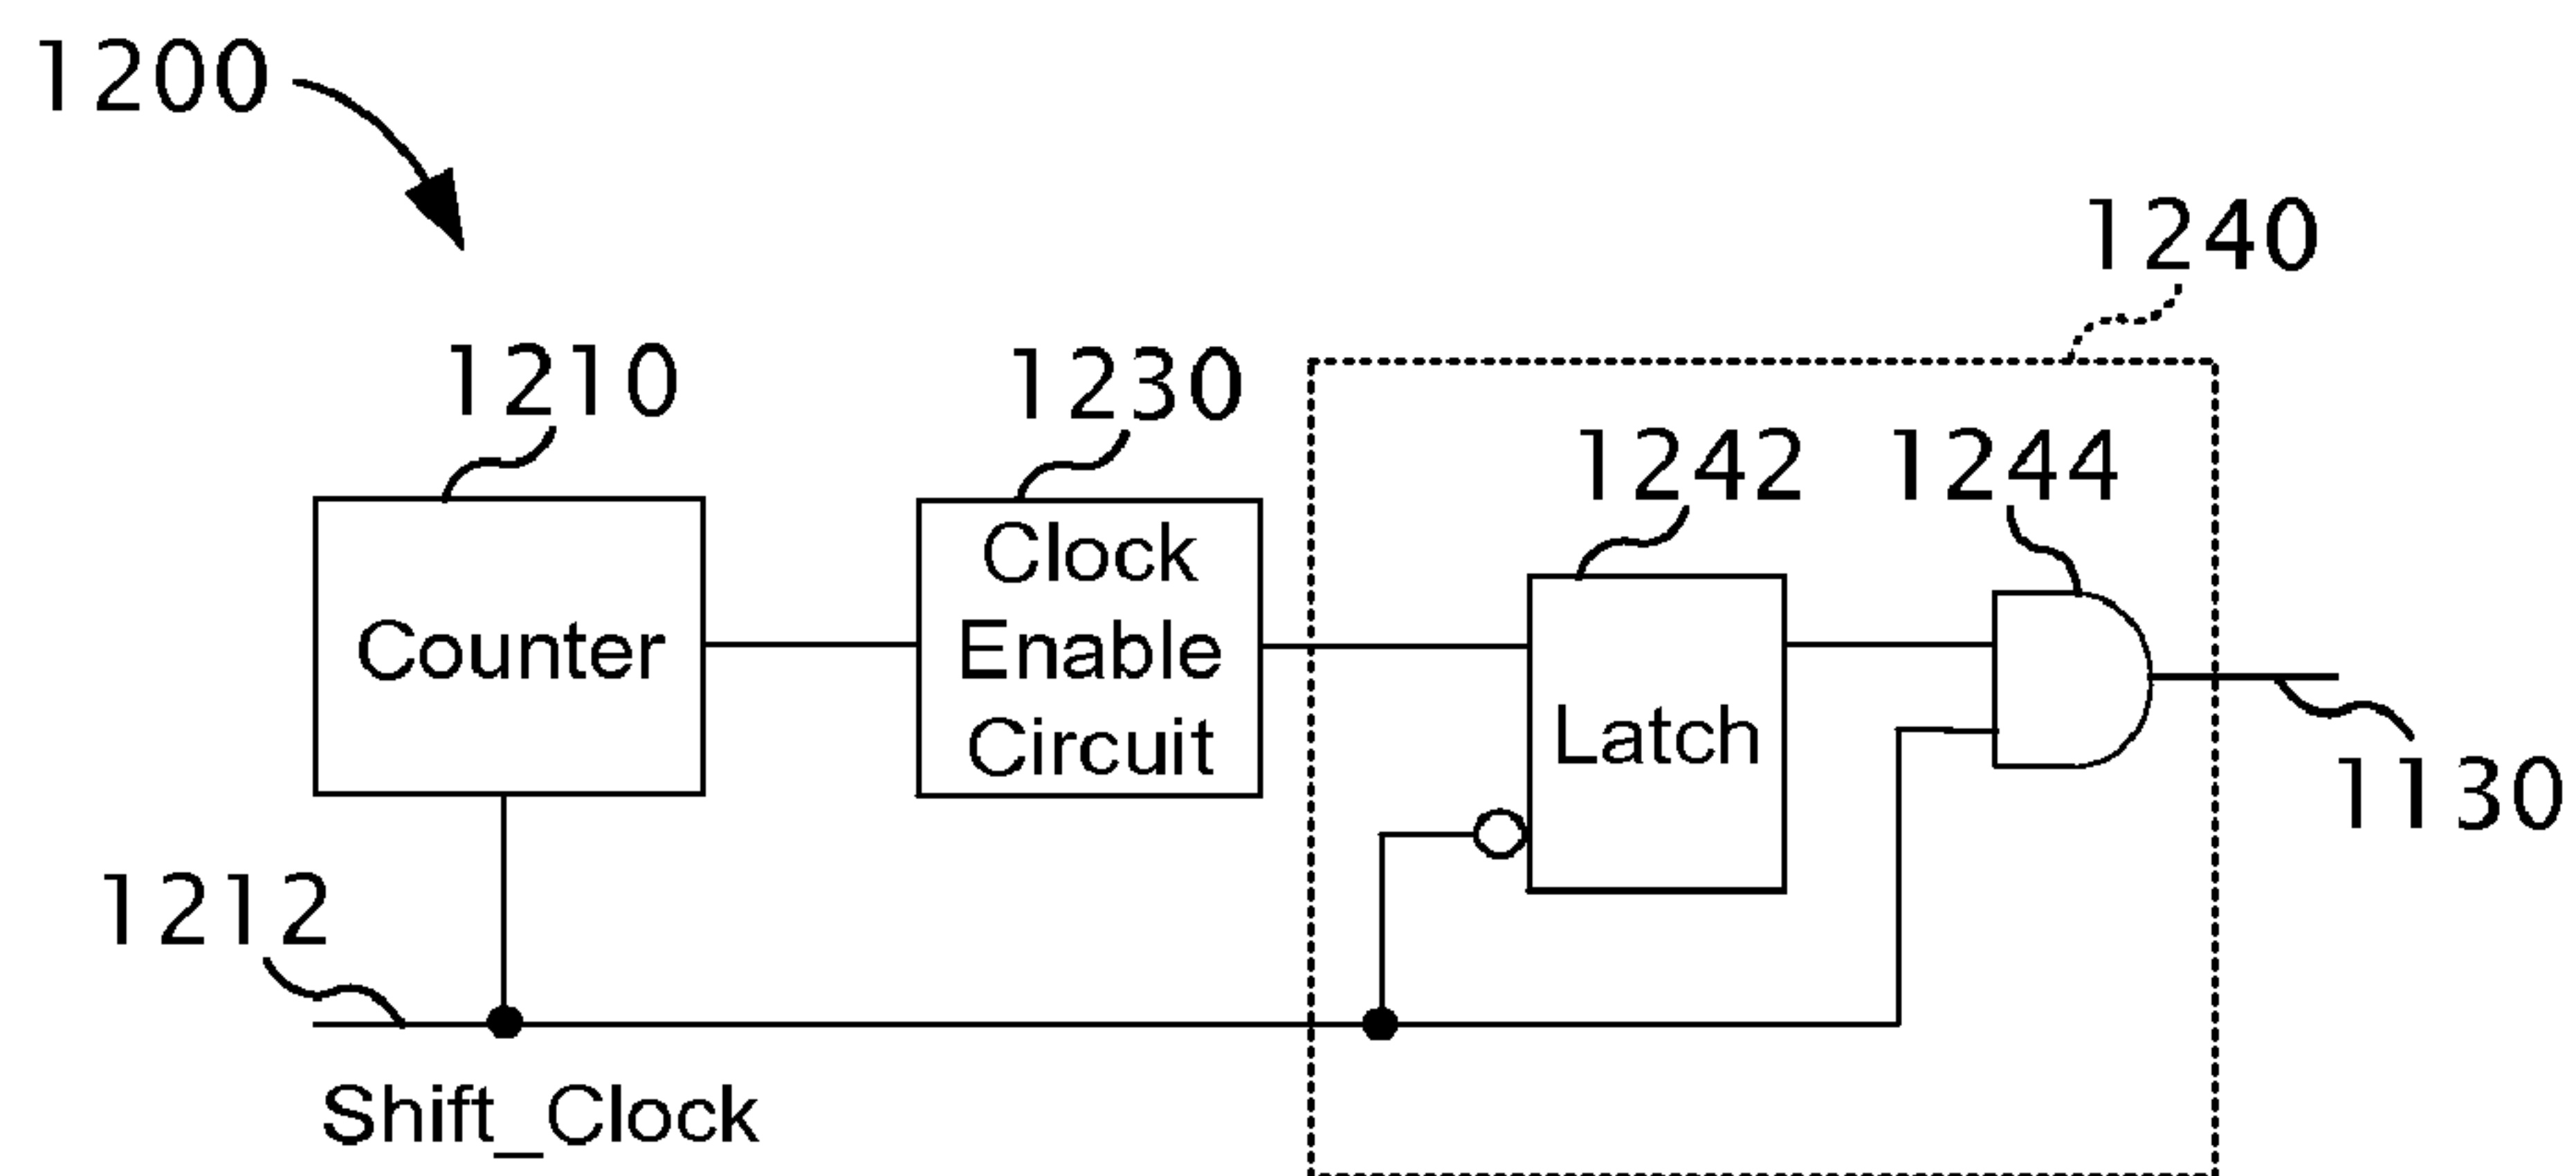 1200
1240
1210
1230
1242
1244
Counter
Clock
Enable
Circuit
Latch
1130
1212
Shift_Clock